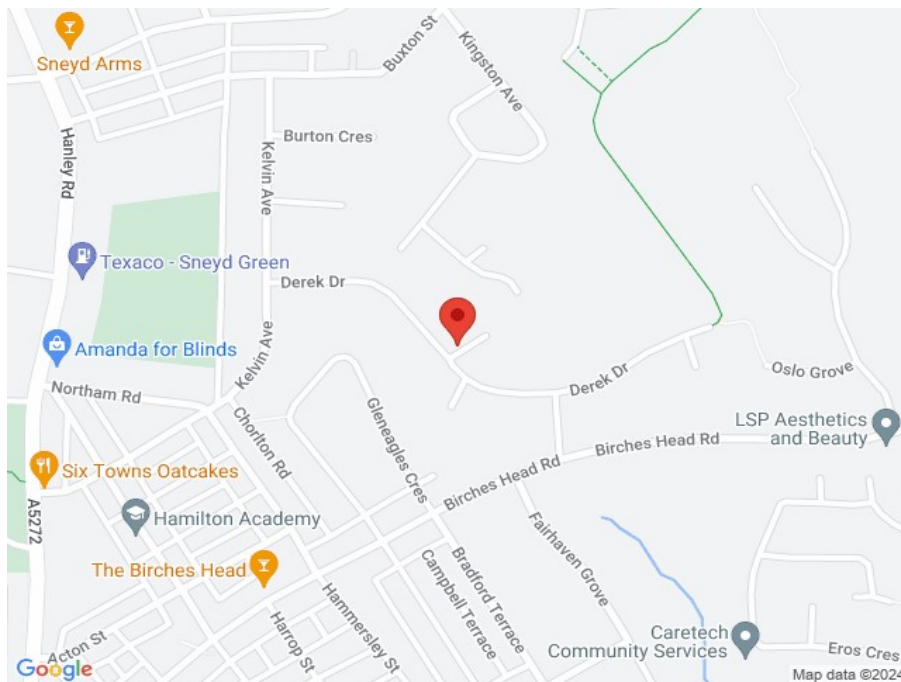 Sneyd Arms
Buxton St
Kingston Ave
Hanley Rd
Burton Cres
Kelvin Ave
Texaco - Sneyd Green
Derek Dr
Kelvin Ave
Amanda for Blinds
Northam Rd
Derek Dr
Oslo Grove
Chorlton Rd
Gleneagles Cres
LSP Aesthetics
and Beauty
Birches Head Rd
Six Towns Oatcakes
Birches Head Rd
A5272
Hamilton Academy
Fairhaven Grove
The Birches Head
Bradford Terrace
Campbell Terrace
Hammersley St
Harrop St
Acton St
Caretech
Community Services
Eros Cres
Google
Map data ©2024